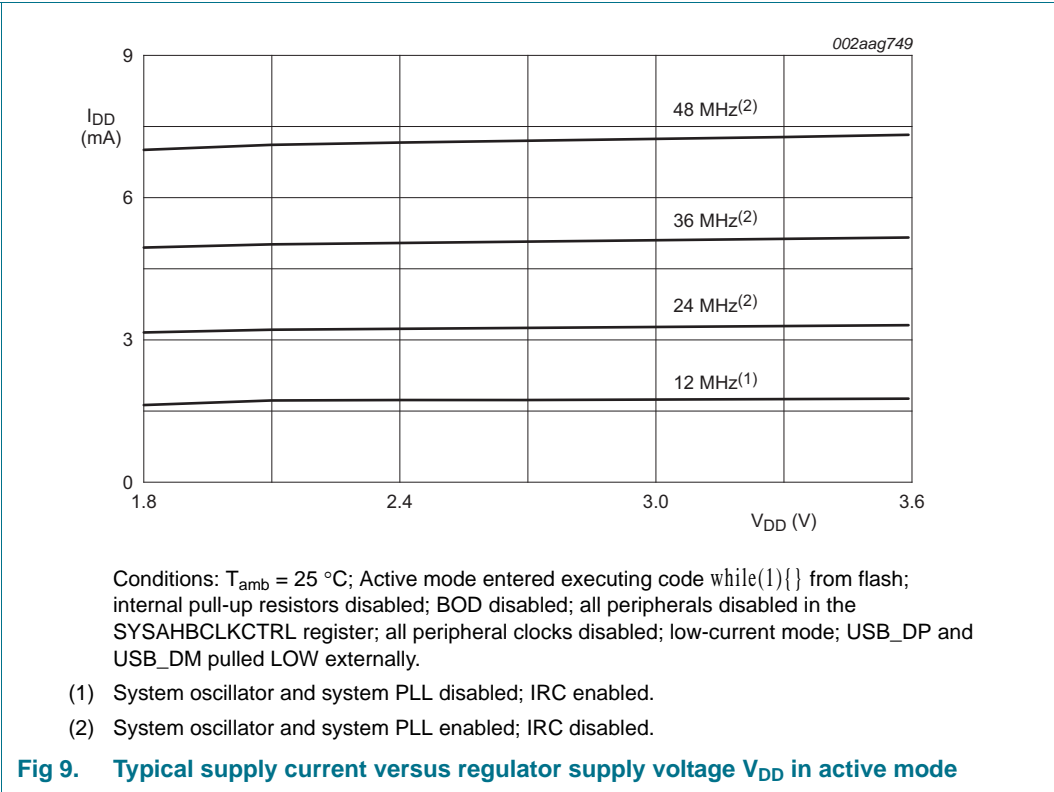 002aag749
9
I_DD
(mA)
48 MHz(2)
6
36 MHz(2)
24 MHz(2)
3
12 MHz(1)
0
1.8 2.4 3.0 3.6
V_DD (V)
Conditions: T_amb = 25 °C; Active mode entered executing code while(1){} from flash;
internal pull-up resistors disabled; BOD disabled; all peripherals disabled in the
SYSAHBCLKCTRL register; all peripheral clocks disabled; low-current mode; USB_DP and
USB_DM pulled LOW externally.
(1) System oscillator and system PLL disabled; IRC enabled.
(2) System oscillator and system PLL enabled; IRC disabled.
Fig 9. Typical supply current versus regulator supply voltage V_DD in active mode